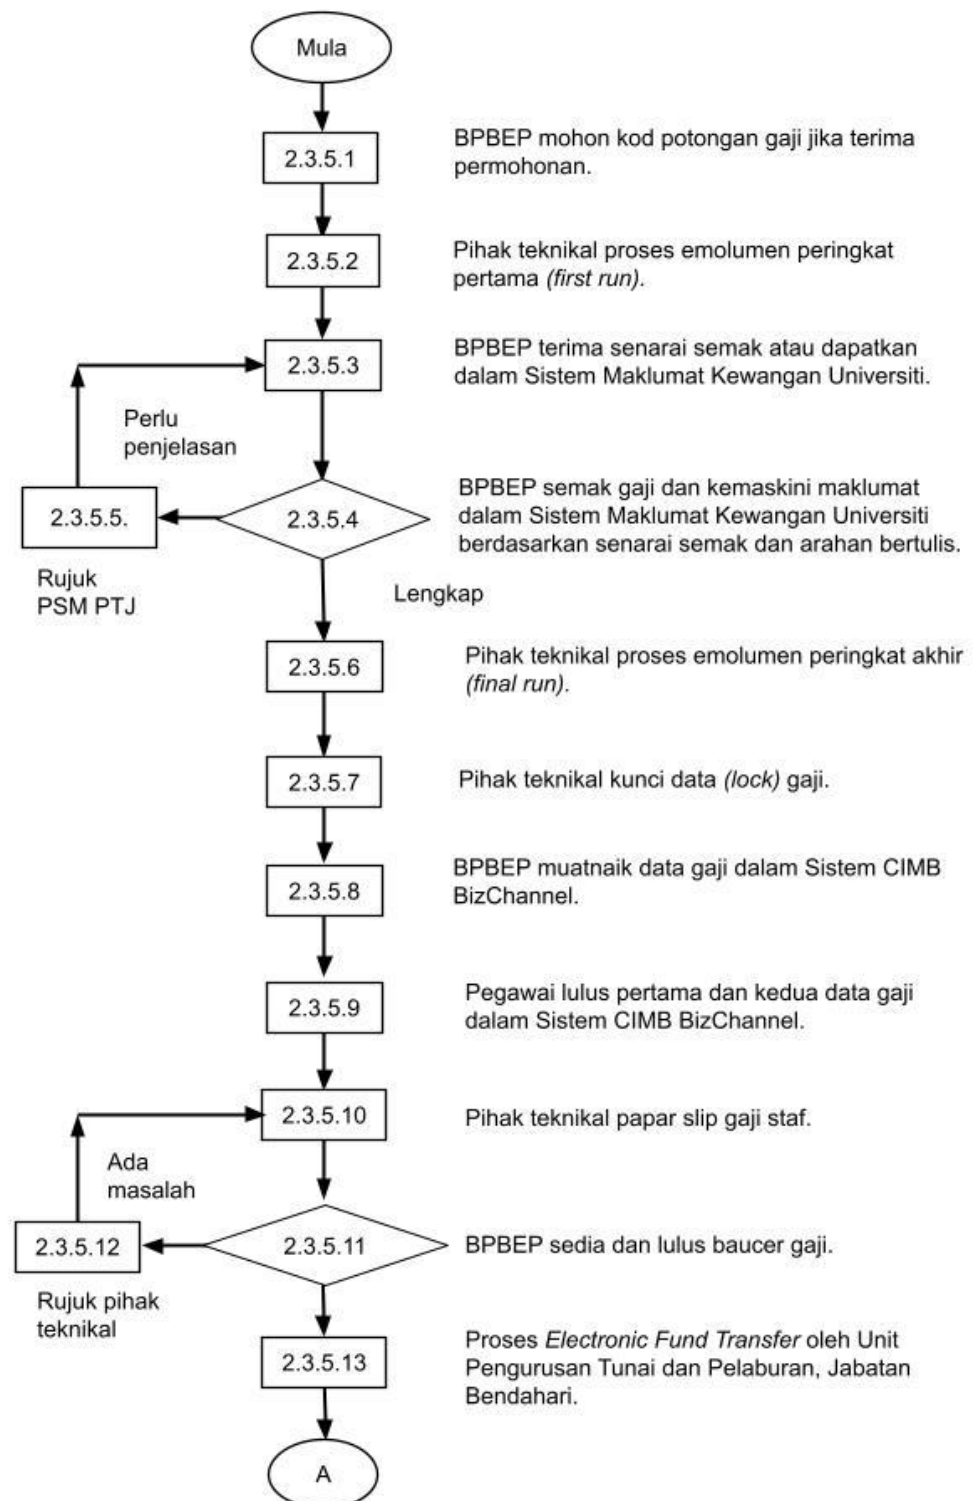 Mula
2.3.5.1
BPBEP mohon kod potongan gaji jika terima
permohonan.
2.3.5.2
Pihak teknikal proses emolumen peringkat
pertama (first run).
2.3.5.3
BPBEP terima senarai semak atau dapatkan
dalam Sistem Maklumat Kewangan Universiti.
Perlu
penjelasan
2.3.5.5.
2.3.5.4
BPBEP semak gaji dan kemaskini maklumat
dalam Sistem Maklumat Kewangan Universiti
berdasarkan senarai semak dan arahan bertulis.
Rujuk
PSM PTJ
Lengkap
2.3.5.6
Pihak teknikal proses emolumen peringkat akhir
(final run).
2.3.5.7
Pihak teknikal kunci data (lock) gaji.
2.3.5.8
BPBEP muatnaik data gaji dalam Sistem CIMB
BizChannel.
2.3.5.9
Pegawai lulus pertama dan kedua data gaji
dalam Sistem CIMB BizChannel.
2.3.5.10
Pihak teknikal papar slip gaji staf.
Ada
masalah
2.3.5.12
2.3.5.11
BPBEP sedia dan lulus baucer gaji.
Rujuk pihak
teknikal
2.3.5.13
Proses Electronic Fund Transfer oleh Unit
Pengurusan Tunai dan Pelaburan, Jabatan
Bendahari.
A